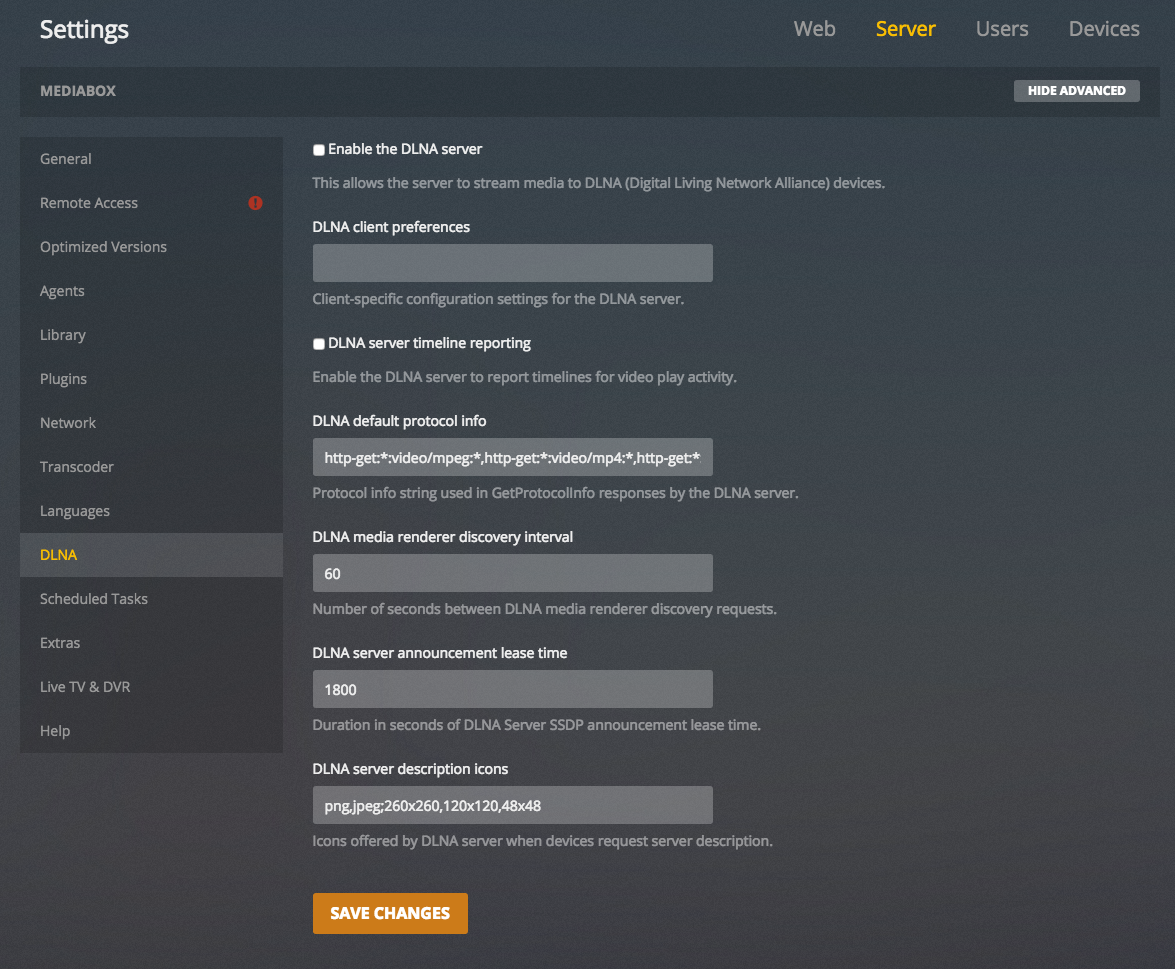 Settings
Web Server Users Devices
MEDIABOX
HIDE ADVANCED
General
Remote Access
Optimized Versions
Agents
Library
Plugins
Network
Transcoder
Languages
DLNA
Scheduled Tasks
Extras
Live TV & DVR
Help
Enable the DLNA server
This allows the server to stream media to DLNA (Digital Living Network Alliance) devices.
DLNA client preferences
Client-specific configuration settings for the DLNA server.
DLNA server timeline reporting
Enable the DLNA server to report timelines for video play activity.
DLNA default protocol info
http-get:*:video/mpeg:*,http-get:*:video/mp4:*,http-get:*
Protocol info string used in GetProtocolInfo responses by the DLNA server.
DLNA media renderer discovery interval
60
Number of seconds between DLNA media renderer discovery requests.
DLNA server announcement lease time
1800
Duration in seconds of DLNA Server SSDP announcement lease time.
DLNA server description icons
png,jpeg;260x260,120x120,48x48
Icons offered by DLNA server when devices request server description.
SAVE CHANGES